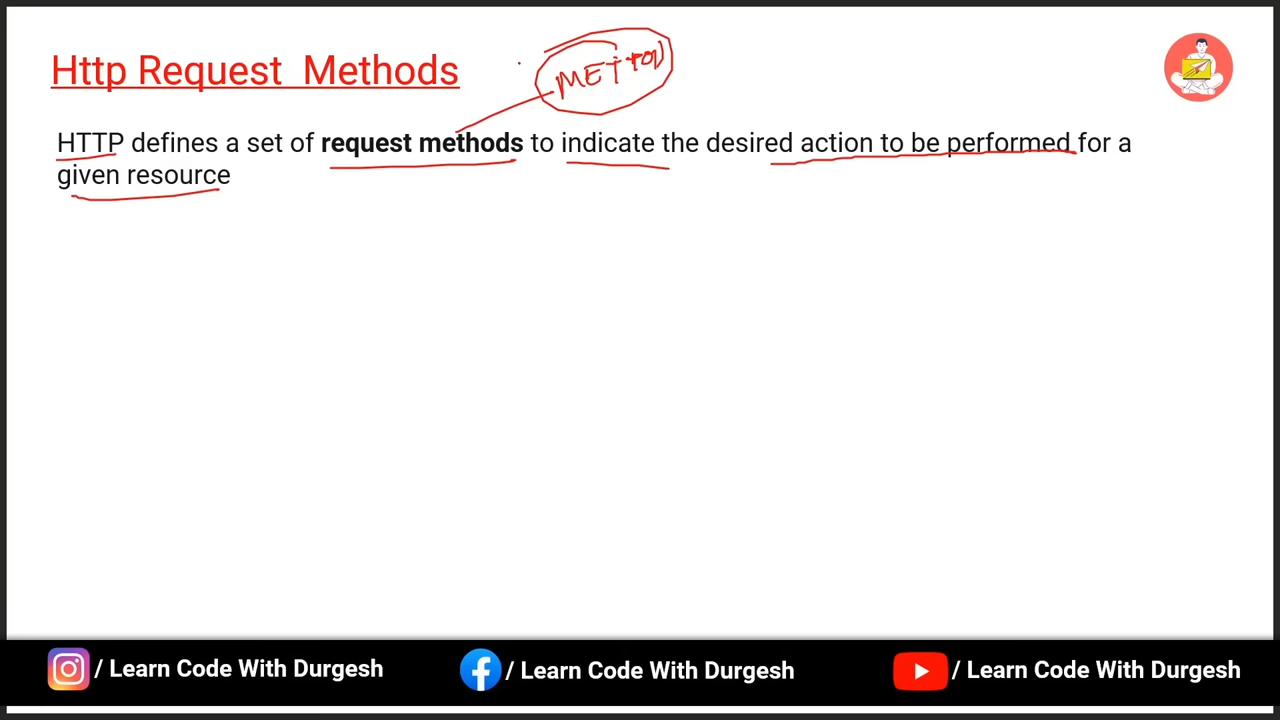 Http Request Methods
METHOD
HTTP defines a set of request methods to indicate the desired action to be performed for a
given resource
/ Learn Code With Durgesh
/ Learn Code With Durgesh
/ Learn Code With Durgesh